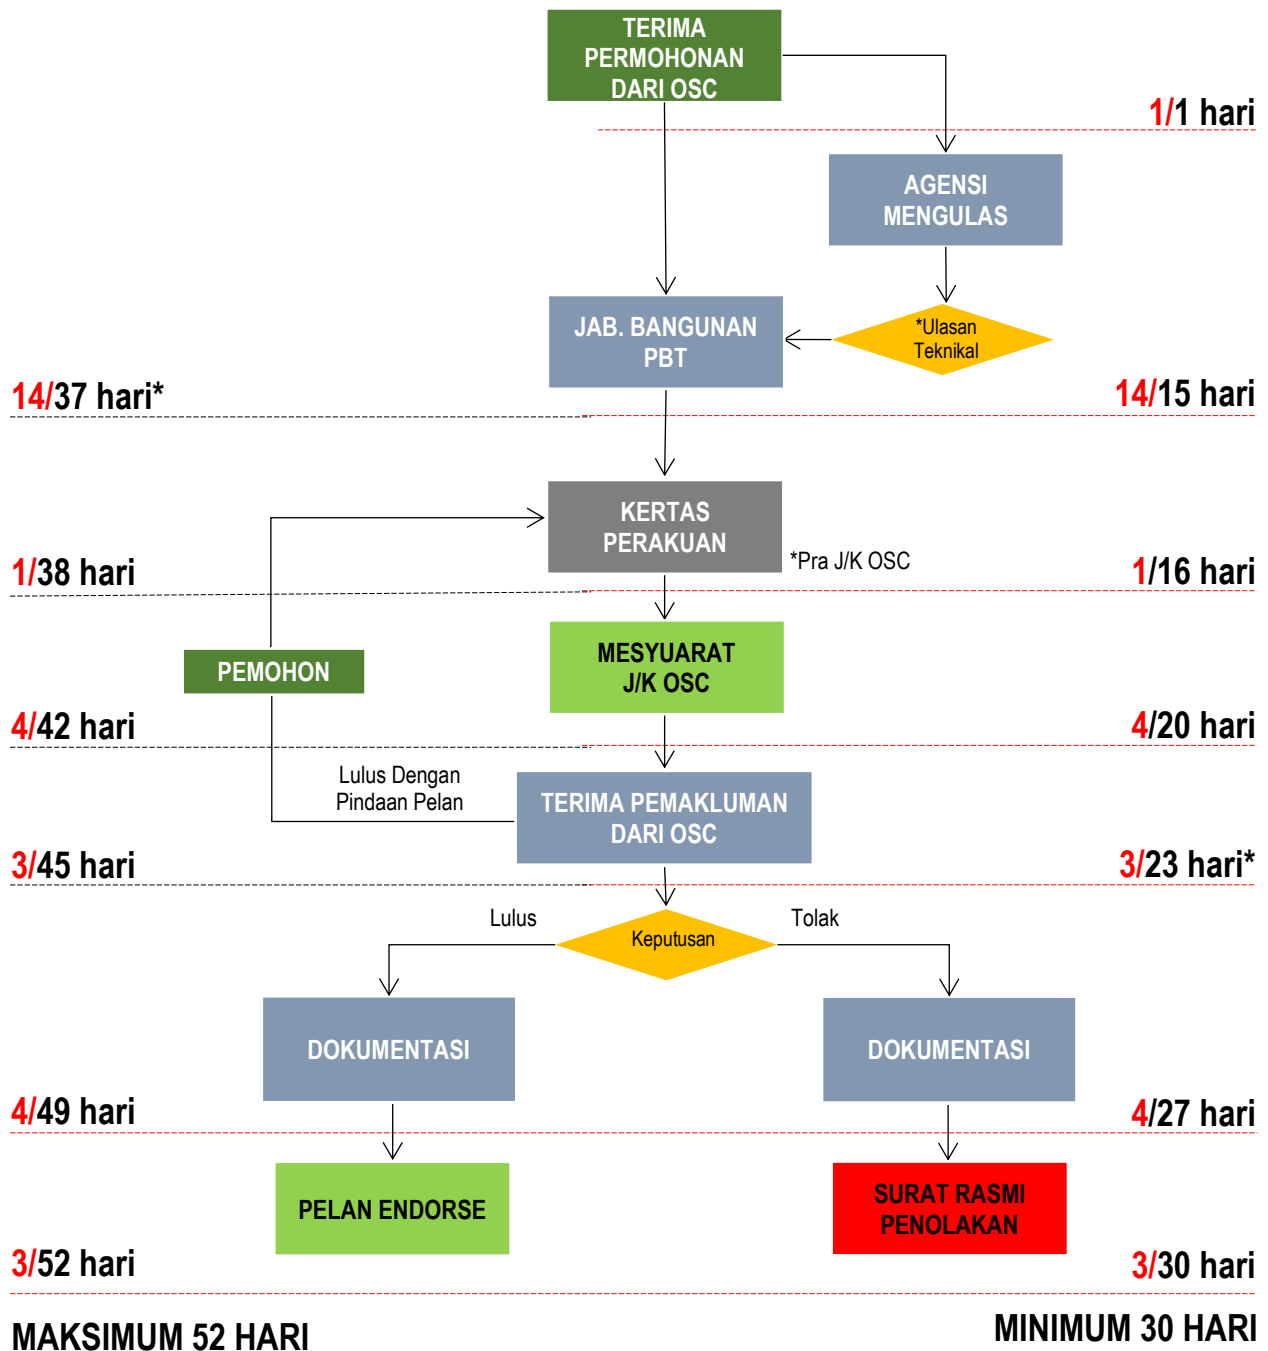 TERIMA
PERMOHONAN
DARI OSC
1/1 hari
AGENSI
MENGULAS
JAB. BANGUNAN
PBT
*Ulasan
Teknikal
14/37 hari*
14/15 hari
KERTAS
PERAKUAN
*Pra J/K OSC
1/38 hari
1/16 hari
MESYUARAT
J/K OSC
PEMOHON
4/42 hari
4/20 hari
Lulus Dengan
Pindaan Pelan
TERIMA PEMAKLUMAN
DARI OSC
3/45 hari
3/23 hari*
Lulus
Keputusan
Tolak
DOKUMENTASI
DOKUMENTASI
4/49 hari
4/27 hari
PELAN ENDORSE
SURAT RASMI
PENOLAKAN
3/52 hari
3/30 hari
MAKSIMUM 52 HARI
MINIMUM 30 HARI